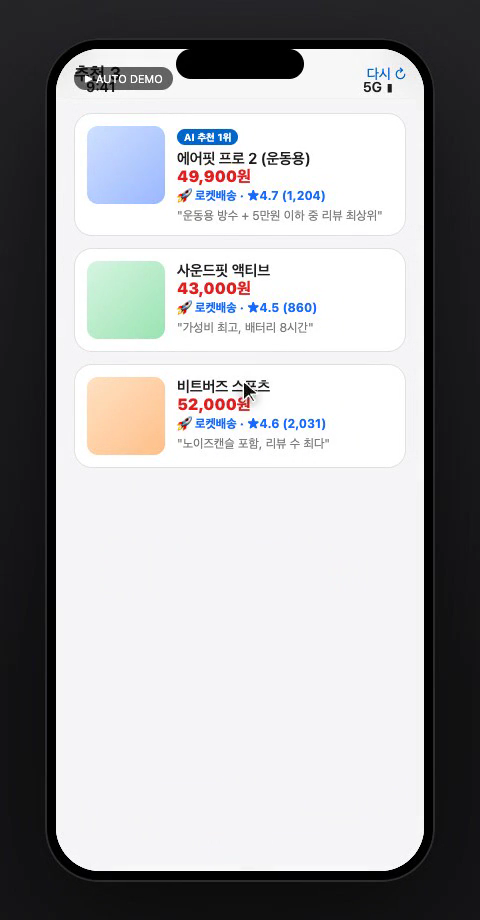 추천 3
▶ AUTO DEMO
다시 ↻
9:41
5G
AI 추천 1위
에어핏 프로 2 (운동용)
49,900원
🚀 로켓배송 · ★4.7 (1,204)
"운동용 방수 + 5만원 이하 중 리뷰 최상위"
사운드핏 액티브
43,000원
🚀 로켓배송 · ★4.5 (860)
"가성비 최고, 배터리 8시간"
비트버즈 스포츠
52,000원
🚀 로켓배송 · ★4.6 (2,031)
"노이즈캔슬 포함, 리뷰 수 최다"